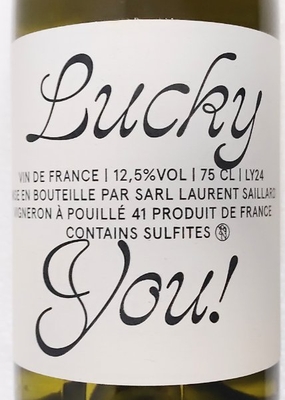 Lucky
VIN DE FRANCE | 12,5%VOL | 75 CL | LY24
EN BOUTEILLE PAR SARL LAURENT SAILLARD
VIGNERON À POUILLÉ 41 PRODUIT DE FRANCE
CONTAINS SULFITES
You!